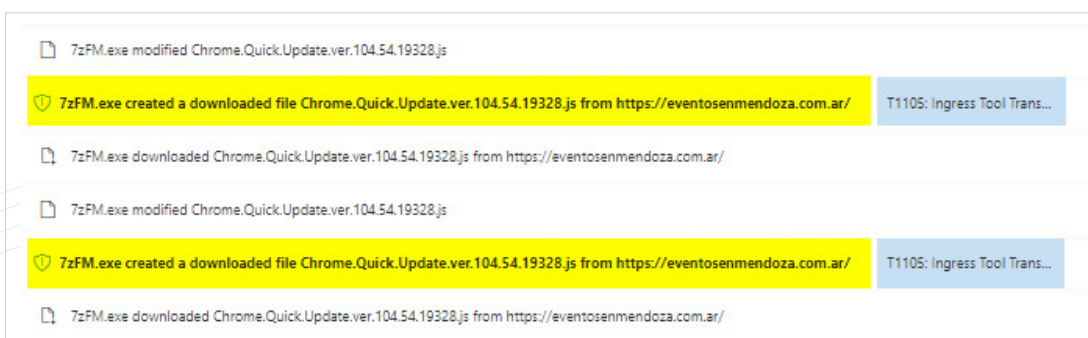 7zFM.exe modified Chrome.Quick.Update.ver.104.54.19328.js
7zFM.exe created a downloaded file Chrome.Quick.Update.ver.104.54.19328.js from https://eventosenmendoza.com.ar/ T1105: Ingress Tool Trans...
7zFM.exe downloaded Chrome.Quick.Update.ver.104.54.19328.js from https://eventosenmendoza.com.ar/
7zFM.exe modified Chrome.Quick.Update.ver.104.54.19328.js
7zFM.exe created a downloaded file Chrome.Quick.Update.ver.104.54.19328.js from https://eventosenmendoza.com.ar/ T1105: Ingress Tool Trans...
7zFM.exe downloaded Chrome.Quick.Update.ver.104.54.19328.js from https://eventosenmendoza.com.ar/